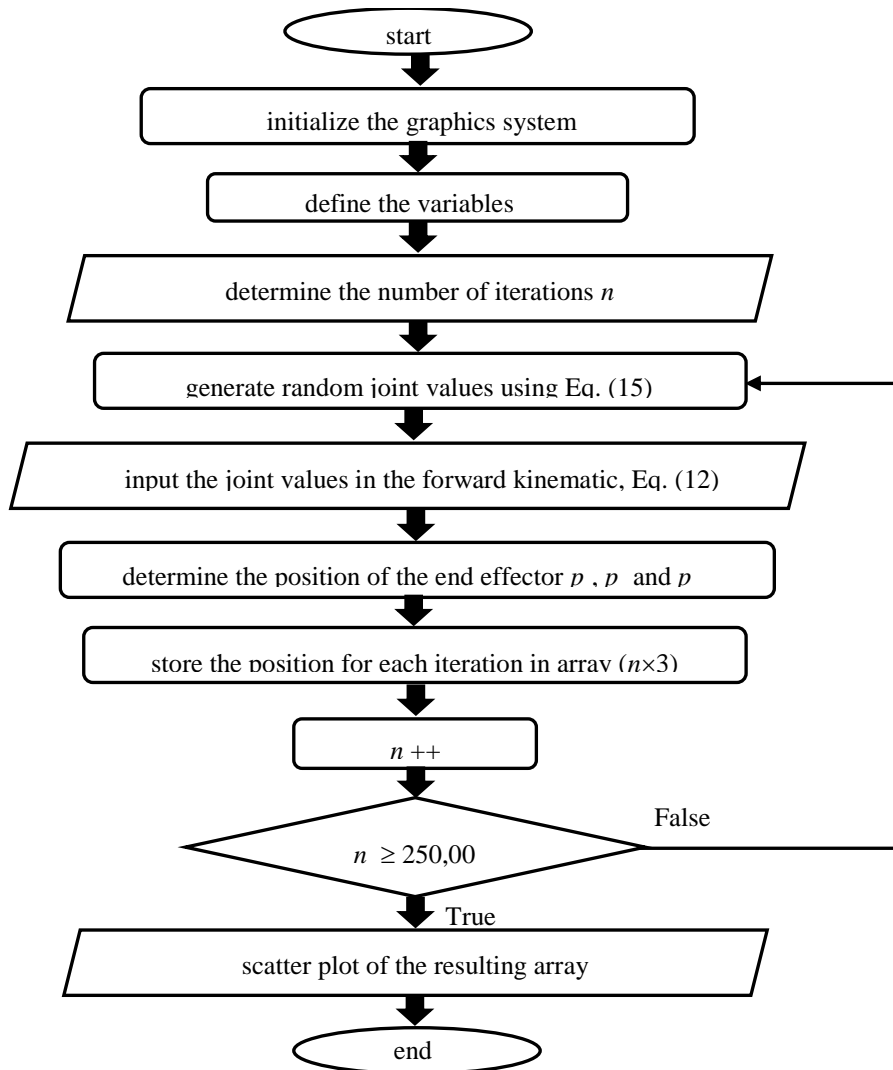 start
initialize the graphics system
define the variables
determine the number of iterations n
generate random joint values using Eq. (15)
input the joint values in the forward kinematic, Eq. (12)
determine the position of the end effector p , p and p
store the position for each iteration in array (n×3)
n ++
False
n ≥ 250,00
True
scatter plot of the resulting array
end